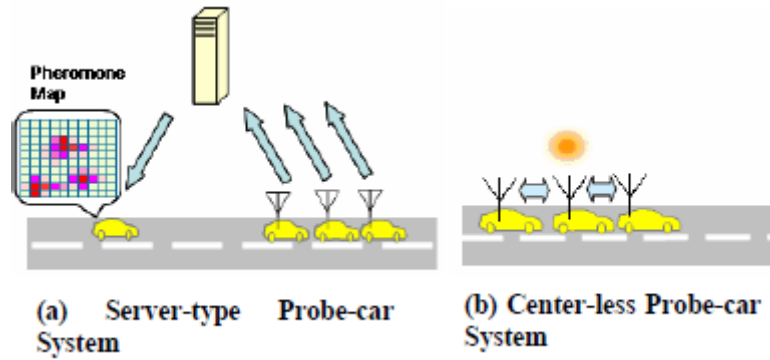 Pheromone
Map
(a) Server-type Probe-car
System
(b) Center-less Probe-car
System